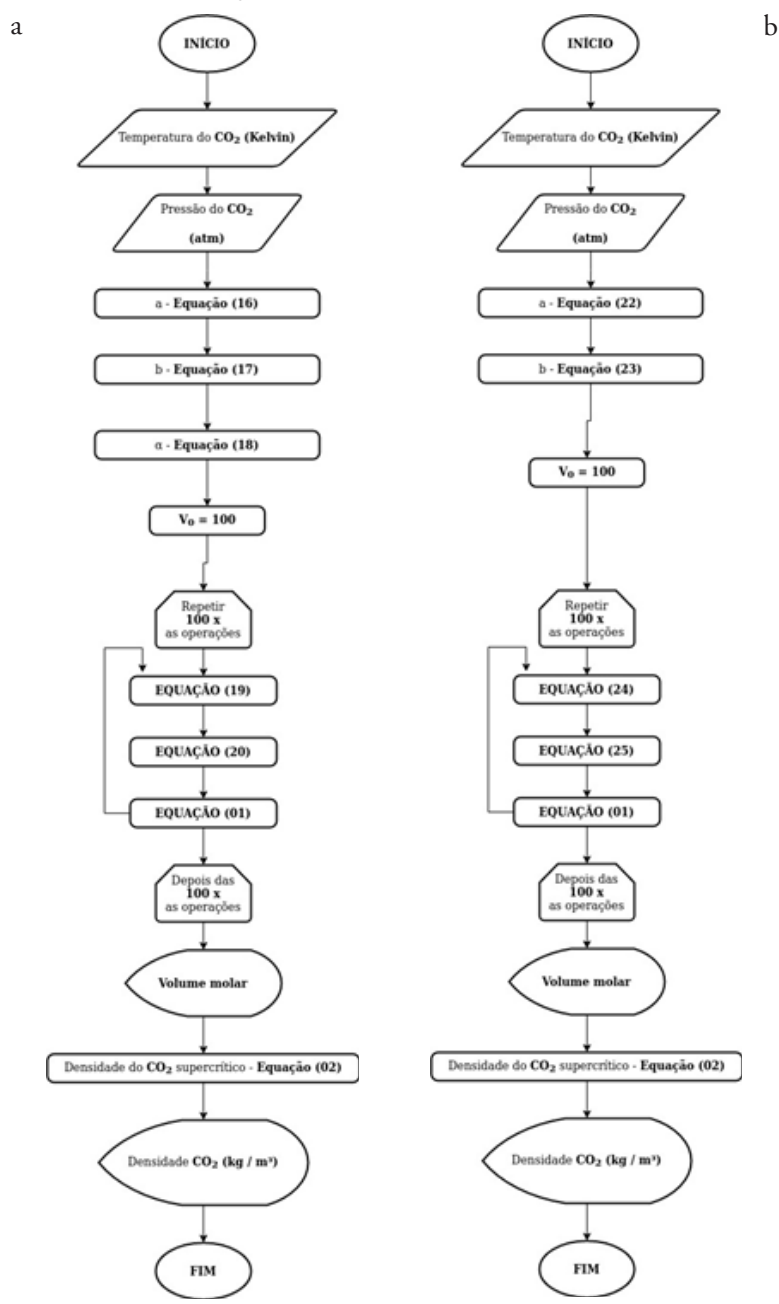 a
INÍCIO
Temperatura do CO₂ (Kelvin)
Pressão do CO₂
(atm)
a - Equação (16)
b - Equação (17)
α - Equação (18)
V₀ = 100
Repetir
100 x
as operações
EQUAÇÃO (19)
EQUAÇÃO (20)
EQUAÇÃO (01)
Depois das
100 x
as operações
Volume molar
Densidade do CO₂ supercrítico - Equação (02)
Densidade CO₂ (kg / m³)
FIM
b
INÍCIO
Temperatura do CO₂ (Kelvin)
Pressão do CO₂
(atm)
a - Equação (22)
b - Equação (23)
V₀ = 100
Repetir
100 x
as operações
EQUAÇÃO (24)
EQUAÇÃO (25)
EQUAÇÃO (01)
Depois das
100 x
as operações
Volume molar
Densidade do CO₂ supercrítico - Equação (02)
Densidade CO₂ (kg / m³)
FIM